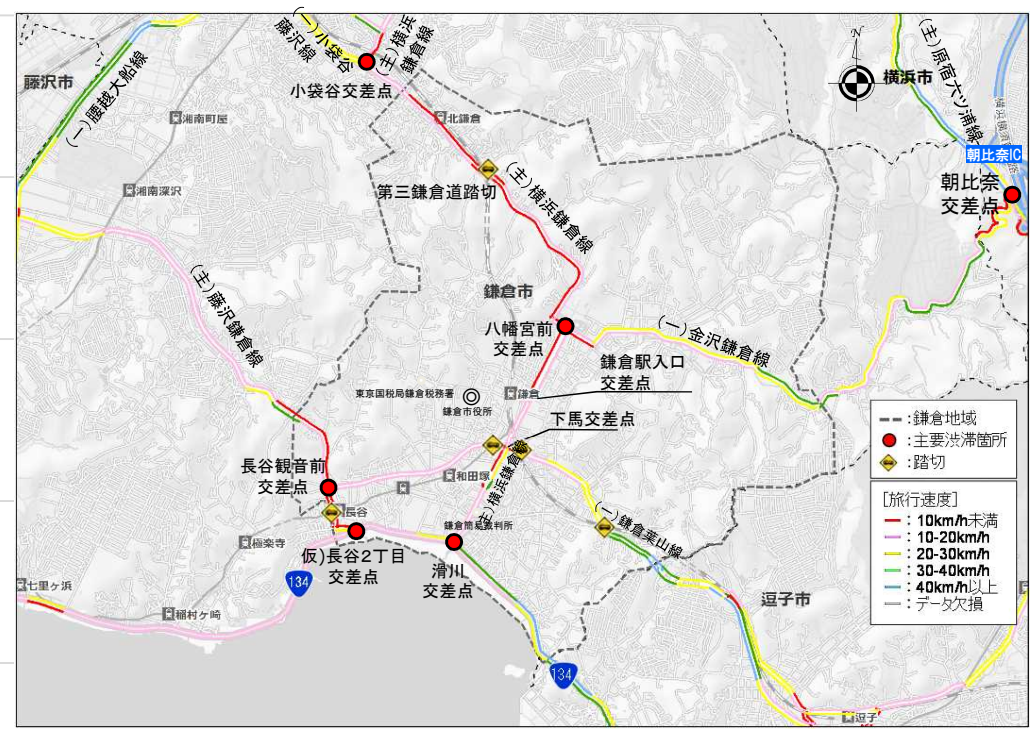 (一)小袋谷
藤沢線
(主)横浜
鎌倉線
小袋谷交差点
藤沢市
(一)腰越大船線
湘南町屋
湘南深沢
北鎌倉
第三鎌倉道踏切
(主)横浜鎌倉線
N
横浜市
(主)原宿六ツ浦線
朝比奈IC
朝比奈
交差点
(主)藤沢鎌倉線
鎌倉市
八幡宮前
交差点
(一)金沢鎌倉線
鎌倉駅入口
交差点
東京国税局鎌倉税務署
鎌倉市役所
鎌倉
下馬交差点
長谷観音前
交差点
和田塚
(主)横浜鎌倉線
長谷
鎌倉簡易裁判所
極楽寺
仮)長谷2丁目
交差点
滑川
交差点
(一)鎌倉葉山線
134
七里ヶ浜
稲村ヶ崎
逗子市
134
逗子
:鎌倉地域
:主要渋滞箇所
:踏切
[旅行速度]
:10km/h未満
:10-20km/h
:20-30km/h
:30-40km/h
:40km/h以上
:データ欠損